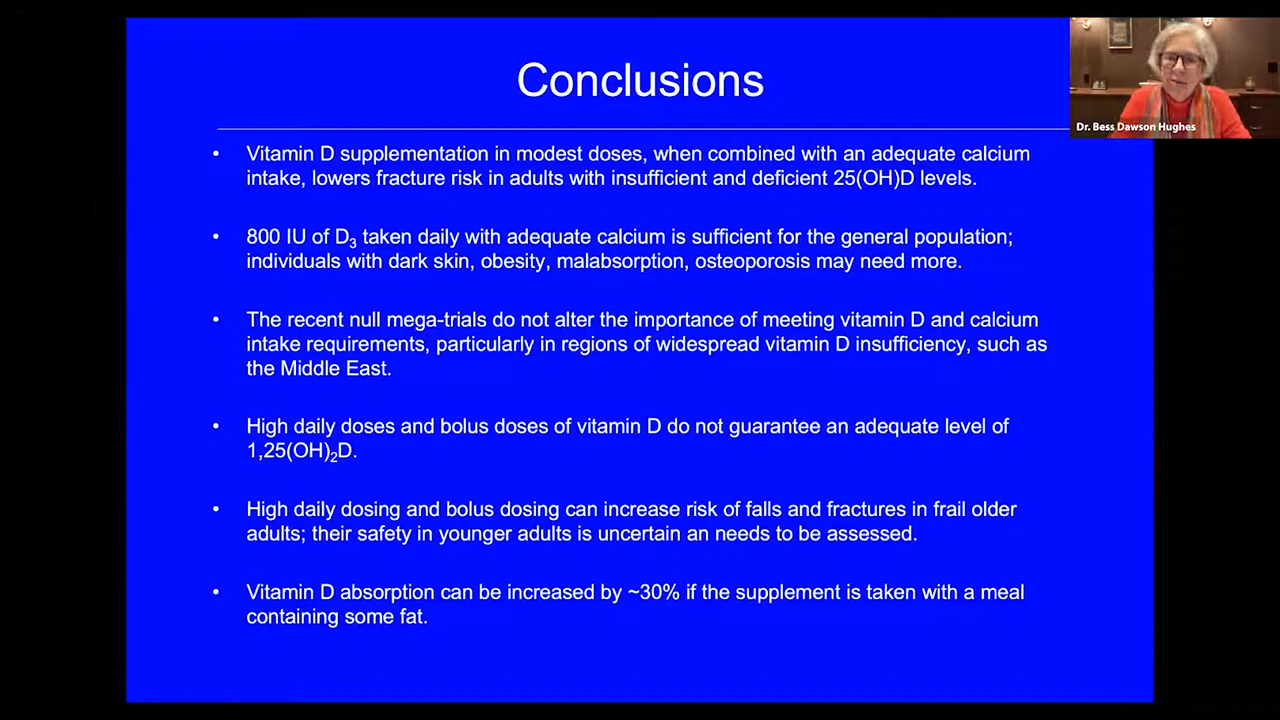 Conclusions
Dr. Bess Dawson Hughes
• Vitamin D supplementation in modest doses, when combined with an adequate calcium
intake, lowers fracture risk in adults with insufficient and deficient 25(OH)D levels.
• 800 IU of D₃ taken daily with adequate calcium is sufficient for the general population;
individuals with dark skin, obesity, malabsorption, osteoporosis may need more.
• The recent null mega-trials do not alter the importance of meeting vitamin D and calcium
intake requirements, particularly in regions of widespread vitamin D insufficiency, such as
the Middle East.
• High daily doses and bolus doses of vitamin D do not guarantee an adequate level of
1,25(OH)₂D.
• High daily dosing and bolus dosing can increase risk of falls and fractures in frail older
adults; their safety in younger adults is uncertain an needs to be assessed.
• Vitamin D absorption can be increased by ~30% if the supplement is taken with a meal
containing some fat.